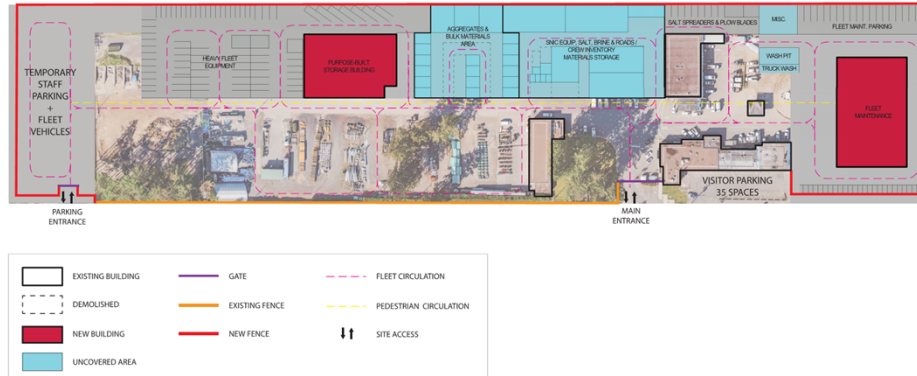 AGGREGATES &
BULK MATERIALS
AREA
SALT SPREADERS & PLOW BLADES
MISC.
FLEET MAINT. PARKING
SNIC EQUIP, SALT, BRINE & ROADS /
CREW INVENTORY
MATERIALS STORAGE
HEAVY FLEET
EQUIPMENT
PURPOSE-BUILT
STORAGE BUILDING
WASH PIT
TRUCK WASH
TEMPORARY
STAFF
PARKING
+
FLEET
VEHICLES
FLEET
MAINTENANCE
VISITOR PARKING
35 SPACES
PARKING
ENTRANCE
MAIN
ENTRANCE
EXISTING BUILDING
GATE
FLEET CIRCULATION
DEMOLISHED
EXISTING FENCE
PEDESTRIAN CIRCULATION
NEW BUILDING
NEW FENCE
SITE ACCESS
UNCOVERED AREA